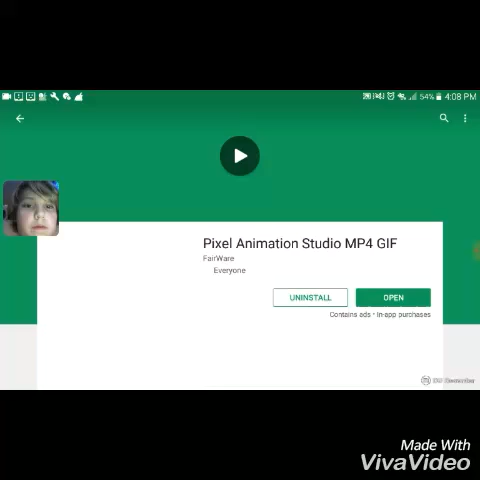 54% 4:08 PM
Pixel Animation Studio MP4 GIF
FairWare
Everyone
UNINSTALL OPEN
Contains ads • In-app purchases
Made With
VivaVideo